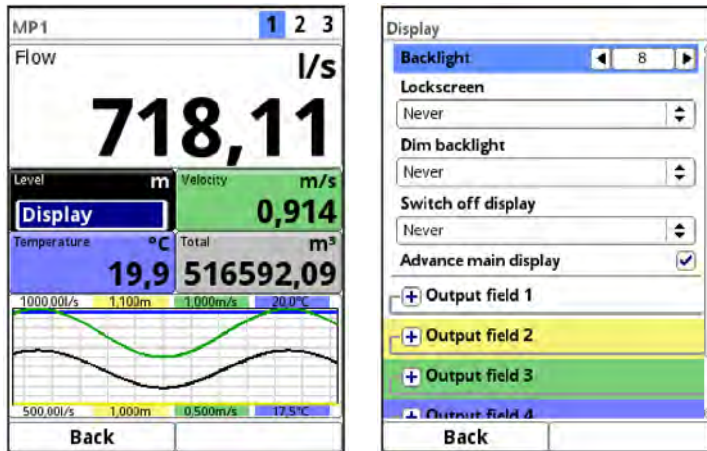 MP1 1 2 3
Flow l/s
718,11
Level m Velocity m/s
Display 0,914
Temperature °C Total m³
19,9 516592,09
1000,00l/s 1,100m 1,000m/s 20,0°C
500,00l/s 1,000m 0,500m/s 17,5°C
Back
Display
Backlight 8
Lockscreen
Never
Dim backlight
Never
Switch off display
Never
Advance main display
Output field 1
Output field 2
Output field 3
Output field 4
Back